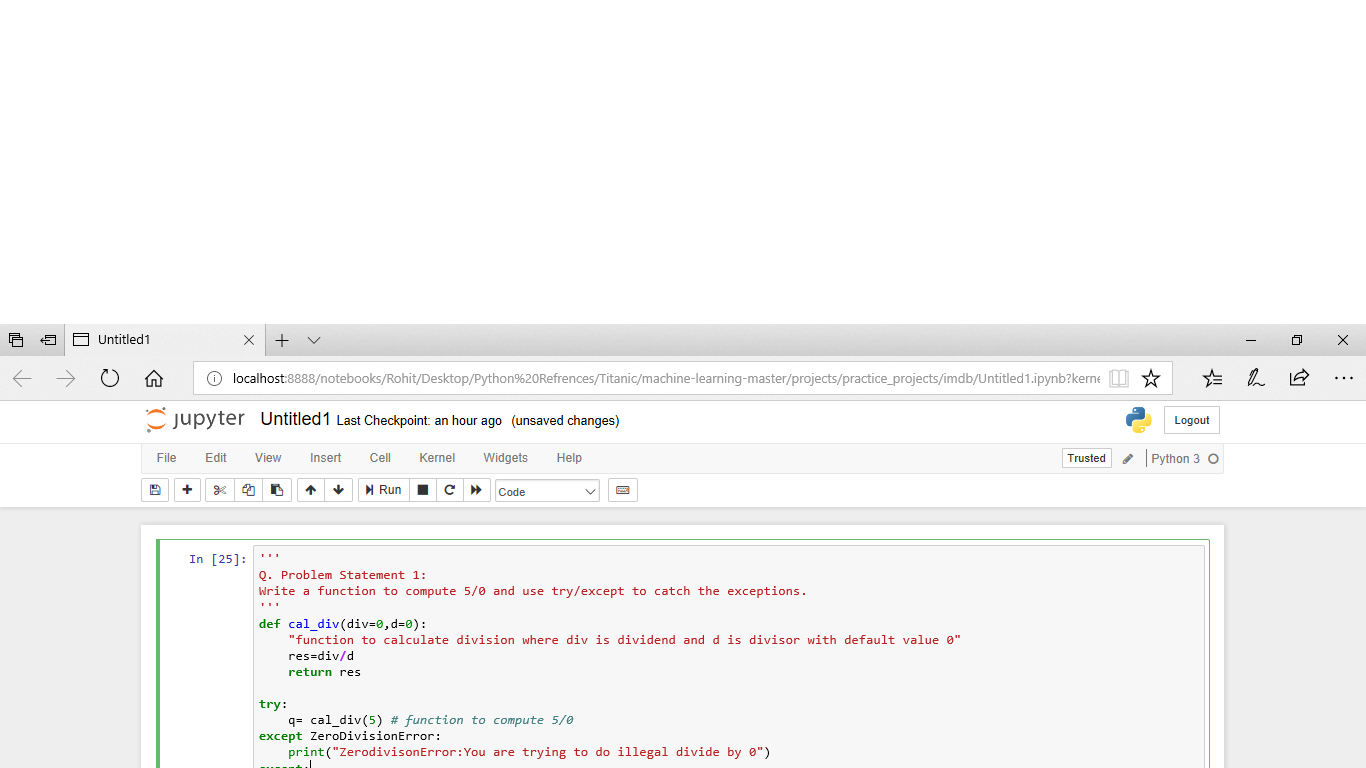 Untitled1
localhost:8888/notebooks/Rohit/Desktop/Python%20Refrences/Titanic/machine-learning-master/projects/practice_projects/imdb/Untitled1.ipynb?kerne
jupyter Untitled1 Last Checkpoint: an hour ago (unsaved changes) Logout
File Edit View Insert Cell Kernel Widgets Help Trusted Python 3
Run Code
In [25]: '''
Q. Problem Statement 1:
Write a function to compute 5/0 and use try/except to catch the exceptions.
'''
def cal_div(div=0,d=0):
    "function to calculate division where div is dividend and d is divisor with default value 0"
    res=div/d
    return res
try:
    q= cal_div(5) # function to compute 5/0
except ZeroDivisionError:
    print("ZerodivisonError:You are trying to do illegal divide by 0")
except: